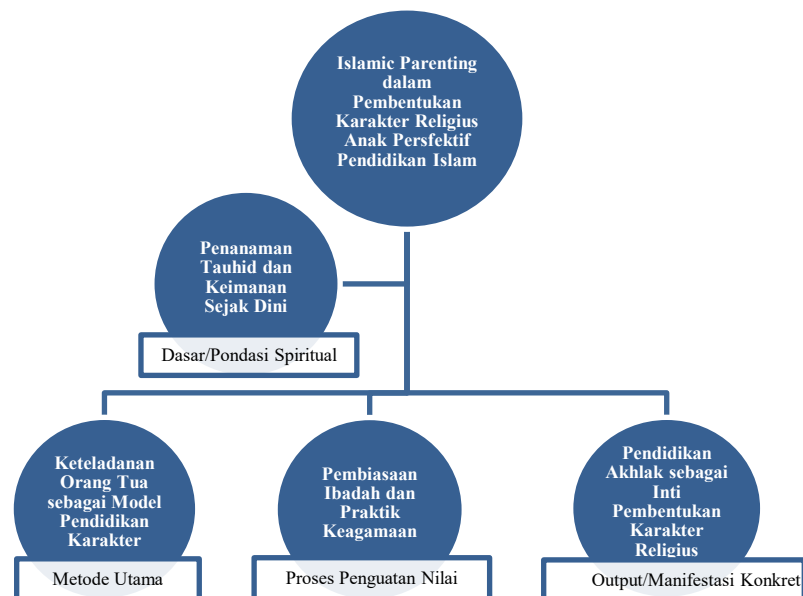 Islamic Parenting
dalam
Pembentukan
Karakter Religius
Anak Persfektif
Pendidikan Islam
Penanaman
Tauhid dan
Keimanan
Sejak Dini
Dasar/Pondasi Spiritual
Keteladanan
Orang Tua
sebagai Model
Pendidikan
Karakter
Metode Utama
Pembiasaan
Ibadah dan
Praktik
Keagamaan
Proses Penguatan Nilai
Pendidikan
Akhlak sebagai
Inti
Pembentukan
Karakter
Religius
Output/Manifestasi Konkret